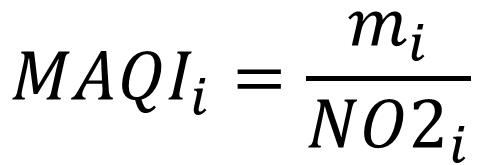 MAQI_i = m_i / NO2_i